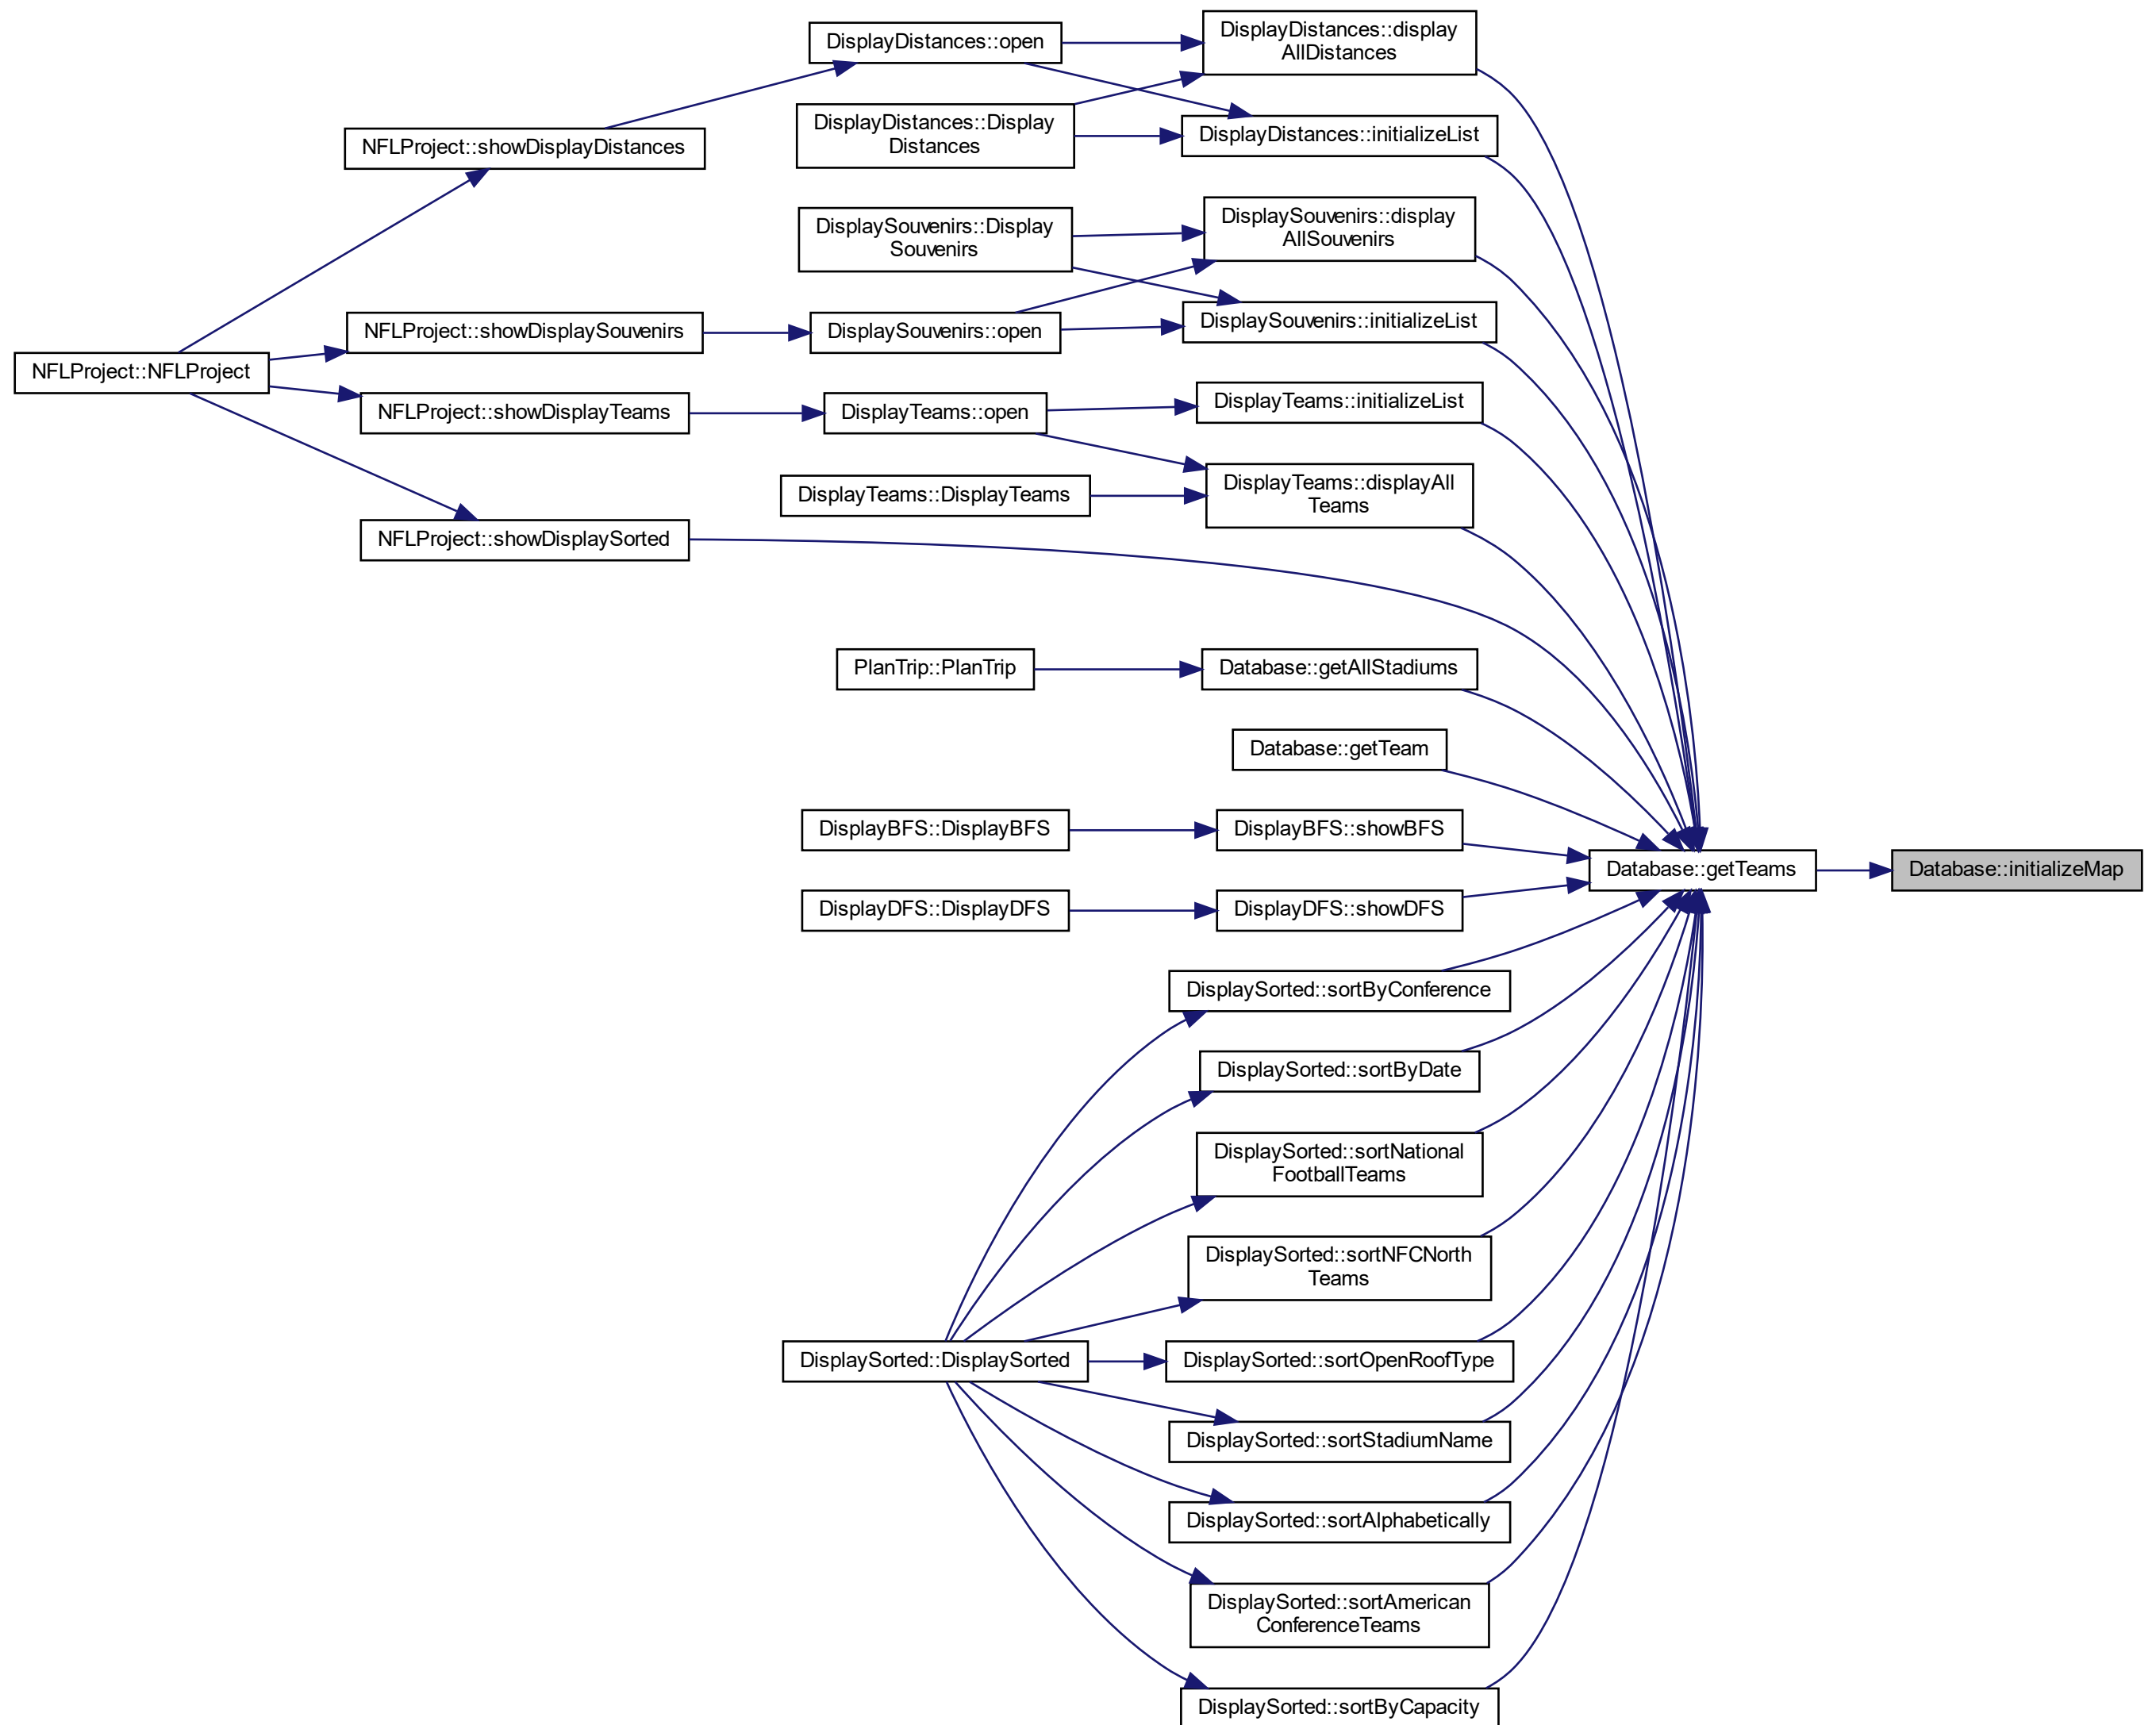 DisplayDistances::open
DisplayDistances::display
AllDistances
DisplayDistances::Display
Distances
DisplayDistances::initializeList
NFLProject::showDisplayDistances
DisplaySouvenirs::Display
Souvenirs
DisplaySouvenirs::display
AllSouvenirs
NFLProject::showDisplaySouvenirs
DisplaySouvenirs::open
DisplaySouvenirs::initializeList
NFLProject::NFLProject
NFLProject::showDisplayTeams
DisplayTeams::open
DisplayTeams::initializeList
DisplayTeams::DisplayTeams
DisplayTeams::displayAll
Teams
NFLProject::showDisplaySorted
PlanTrip::PlanTrip
Database::getAllStadiums
Database::getTeam
DisplayBFS::DisplayBFS
DisplayBFS::showBFS
Database::getTeams
Database::initializeMap
DisplayDFS::DisplayDFS
DisplayDFS::showDFS
DisplaySorted::sortByConference
DisplaySorted::sortByDate
DisplaySorted::sortNational
FootballTeams
DisplaySorted::sortNFCNorth
Teams
DisplaySorted::DisplaySorted
DisplaySorted::sortOpenRoofType
DisplaySorted::sortStadiumName
DisplaySorted::sortAlphabetically
DisplaySorted::sortAmerican
ConferenceTeams
DisplaySorted::sortByCapacity